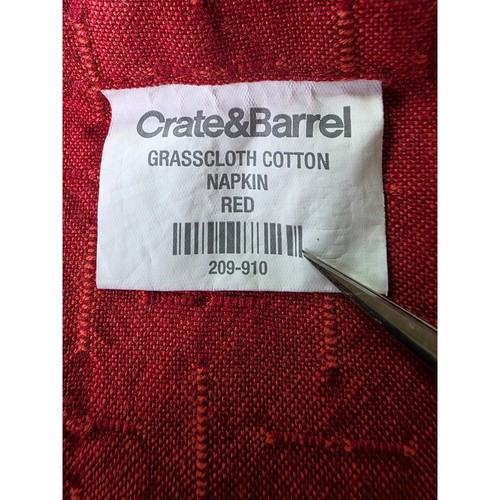 Crate&Barrel
GRASSCLOTH COTTON
NAPKIN
RED
209-910